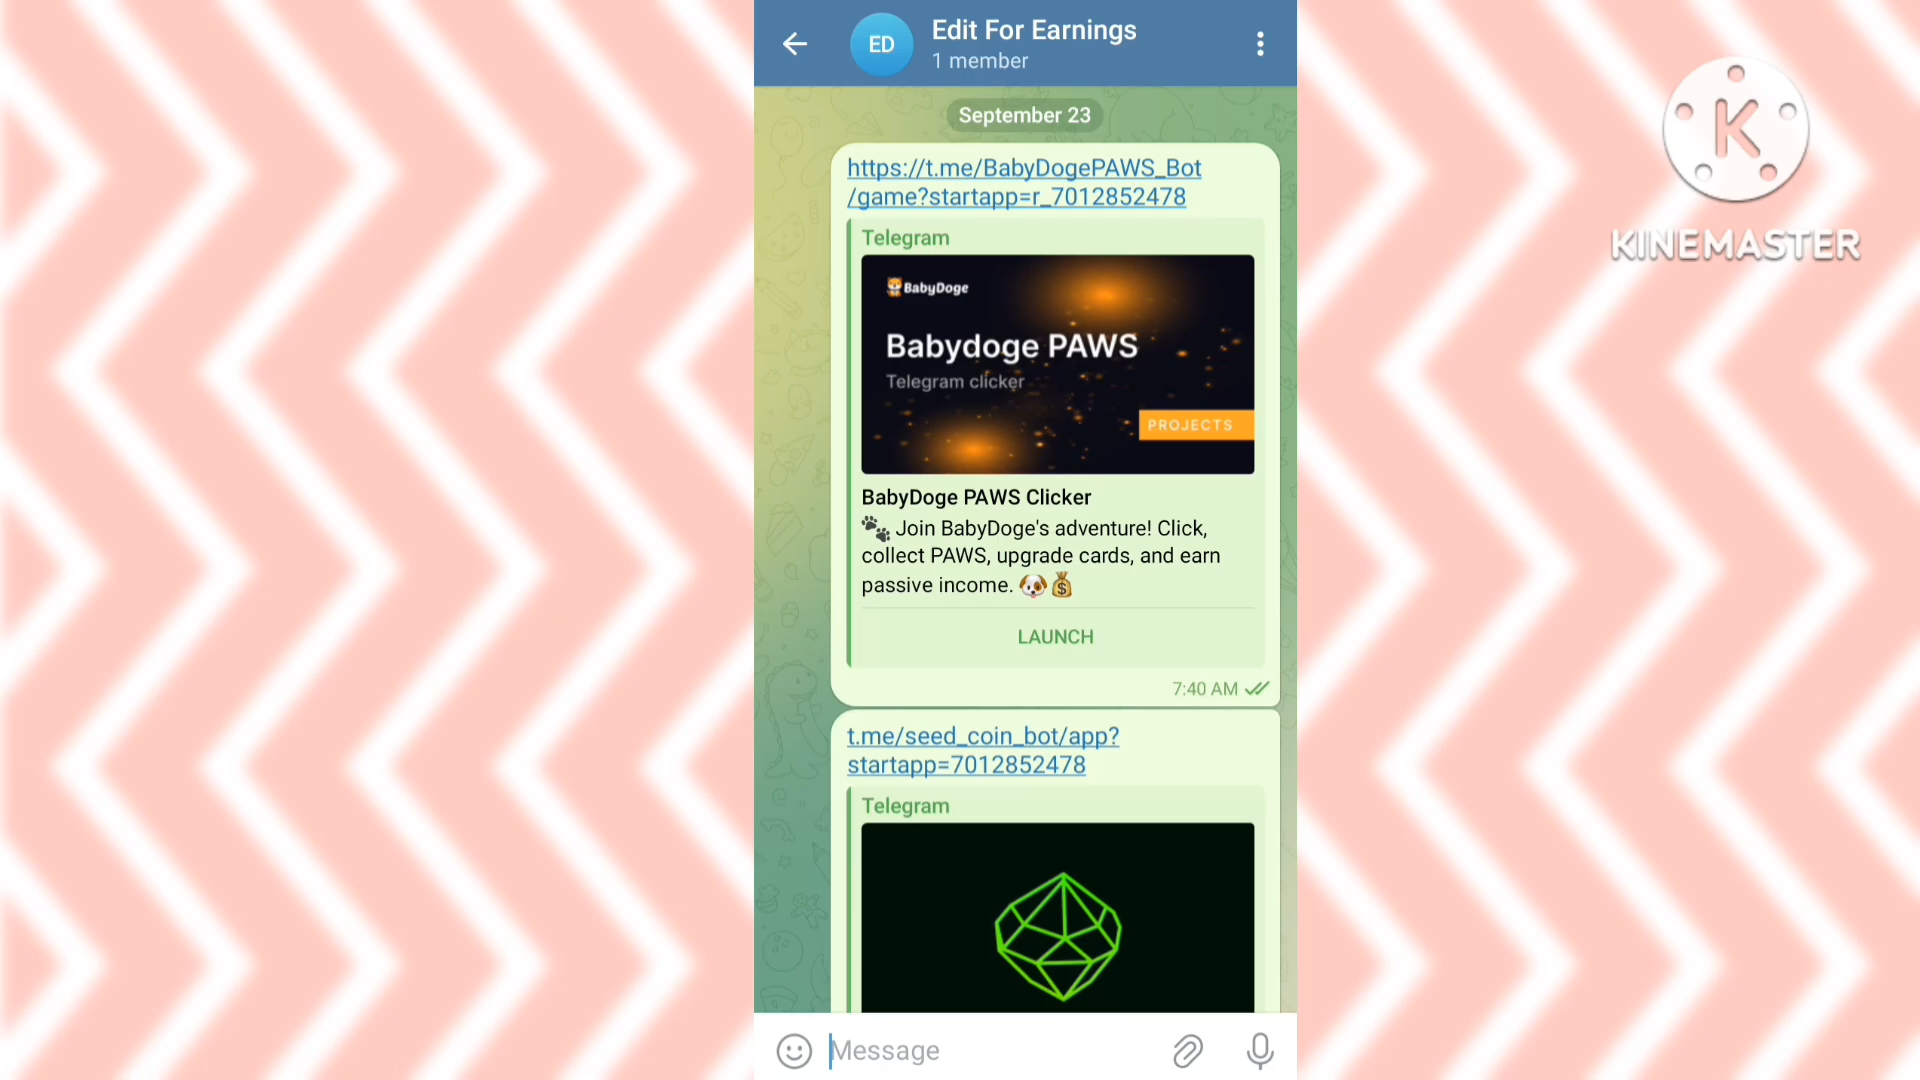 ED
Edit For Earnings
1 member
September 23
https://t.me/BabyDogePAWS_Bot
/game?startapp=r_7012852478
Telegram
BabyDoge
Babydoge PAWS
Telegram clicker
PROJECTS
BabyDoge PAWS Clicker
🐾 Join BabyDoge's adventure! Click,
collect PAWS, upgrade cards, and earn
passive income. 🐶💰
LAUNCH
7:40 AM
t.me/seed_coin_bot/app?
startapp=7012852478
Telegram
Message
K
KINEMASTER